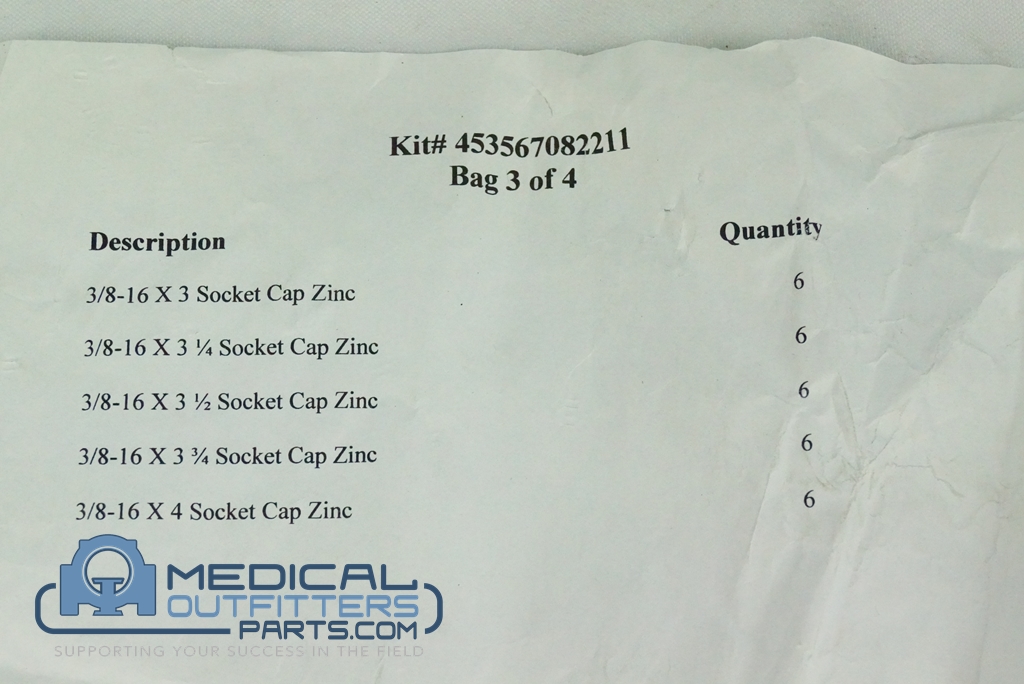 Kit# 453567082211
Bag 3 of 4
Description Quantity
3/8-16 X 3 Socket Cap Zinc 6
3/8-16 X 3 ¼ Socket Cap Zinc 6
3/8-16 X 3 ½ Socket Cap Zinc 6
3/8-16 X 3 ¾ Socket Cap Zinc 6
3/8-16 X 4 Socket Cap Zinc 6
MEDICAL
OUTFITTERS
PARTS.COM
SUPPORTING YOUR SUCCESS IN THE FIELD